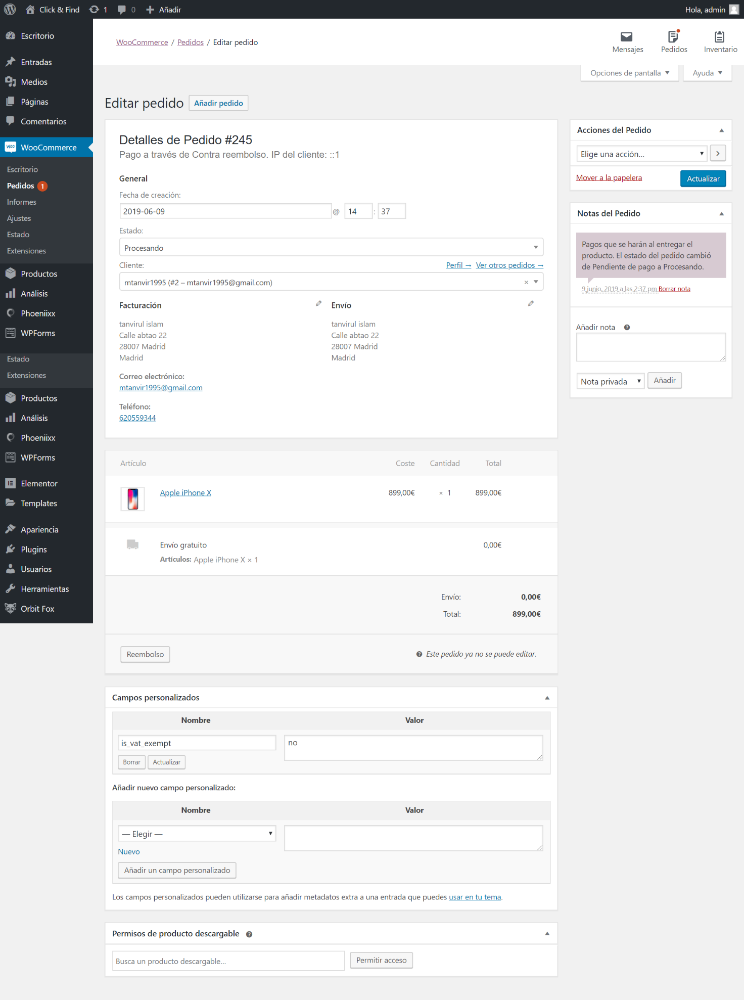 Click & Find
1
0
Añadir
Hola, admin
Escritorio
Entradas
Medios
Páginas
Comentarios
Woo
WooCommerce
Escritorio
Pedidos 1
Informes
Ajustes
Estado
Extensiones
Productos
Análisis
Phoeniixx
WPForms
Estado
Extensiones
Productos
Análisis
Phoeniixx
WPForms
Elementor
Templates
Apariencia
Plugins
Usuarios
Herramientas
Orbit Fox
WooCommerce / Pedidos / Editar pedido
Mensajes
Pedidos
Inventario
Opciones de pantalla
Ayuda
Editar pedido
Añadir pedido
Detalles de Pedido #245
Pago a través de Contra reembolso. IP del cliente: ::1
General
Fecha de creación:
2019-06-09 @ 14 : 37
Estado:
Procesando
Cliente: Perfil → Ver otros pedidos →
mtanvir1995 (#2 – mtanvir1995@gmail.com) ×
Facturación
tanvirul islam
Calle abtao 22
28007 Madrid
Madrid
Correo electrónico:
mtanvir1995@gmail.com
Teléfono:
620559344
Envío
tanvirul islam
Calle abtao 22
28007 Madrid
Madrid
Artículo Coste Cantidad Total
Apple iPhone X 899,00€ × 1 899,00€
Envío gratuito 0,00€
Artículos: Apple iPhone X × 1
Envío: 0,00€
Total: 899,00€
Reembolso
Este pedido ya no se puede editar.
Campos personalizados
Nombre Valor
is_vat_exempt no
Borrar Actualizar
Añadir nuevo campo personalizado:
Nombre Valor
— Elegir —
Nuevo
Añadir un campo personalizado
Los campos personalizados pueden utilizarse para añadir metadatos extra a una entrada que puedes usar en tu tema.
Permisos de producto descargable
Busca un producto descargable...
Permitir acceso
Acciones del Pedido
Elige una acción...
Mover a la papelera
Actualizar
Notas del Pedido
Pagos que se harán al entregar el
producto. El estado del pedido cambió
de Pendiente de pago a Procesando.
9 junio, 2019 a las 2:37 pm Borrar nota
Añadir nota
Nota privada
Añadir